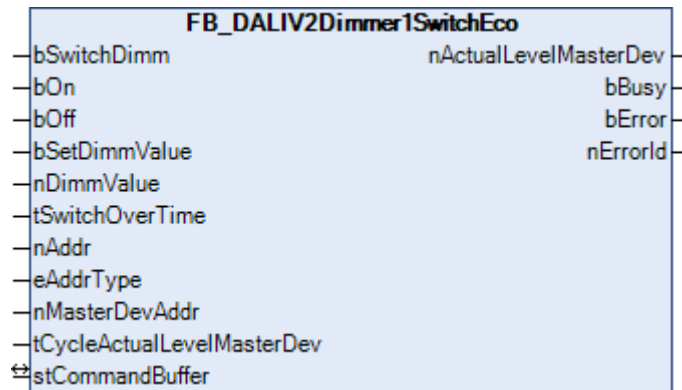 FB_DALIV2Dimmer1SwitchEco
bSwitchDimm nActualLevelMasterDev
bOn bBusy
bOff bError
bSetDimmValue nErrorId
nDimmValue
tSwitchOverTime
nAddr
eAddrType
nMasterDevAddr
tCycleActualLevelMasterDev
stCommandBuffer